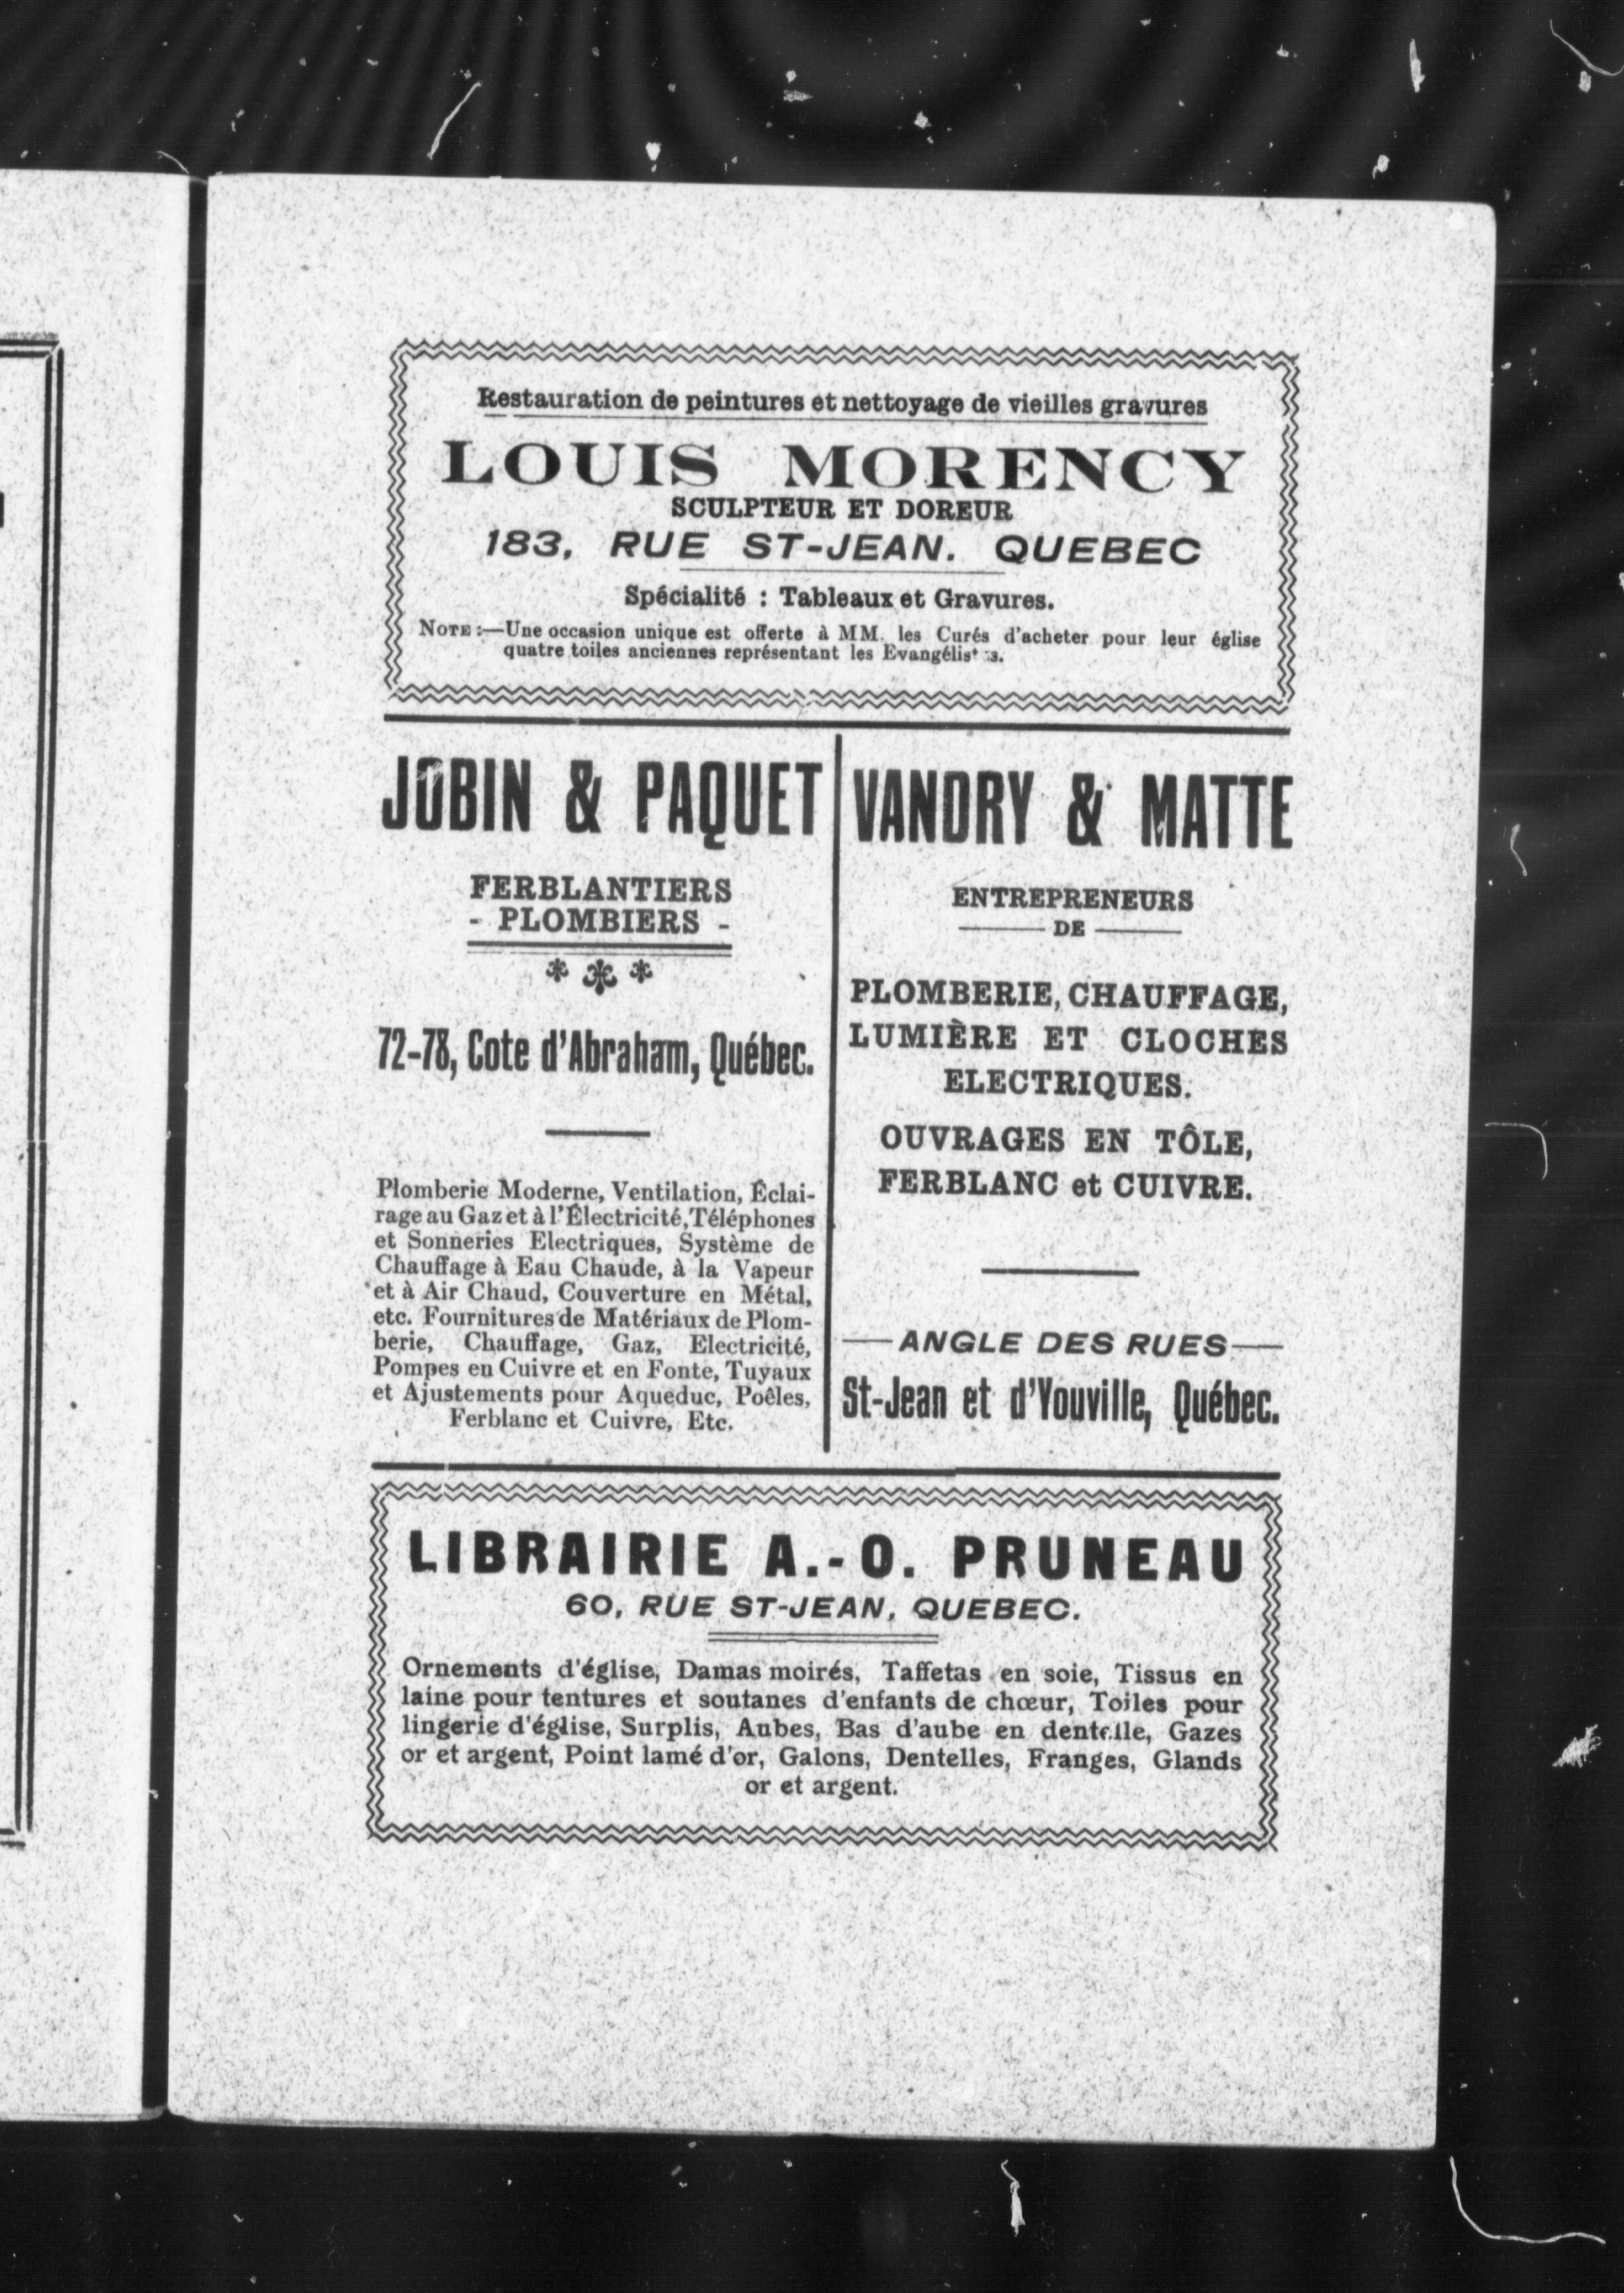 Restauration de peintures et nettoyage de vieilles gravures
LOUIS MORENCY
SCULPTEUR ET DOREUR
183, RUE ST-JEAN. QUEBEC
Spécialité : Tableaux et Gravures.
NOTE :—Une occasion unique est offerte à MM. les Curés d'acheter pour leur église
quatre toiles anciennes représentant les
JOBIN & PAQUET
FERBLANTIERS
- PLOMBIERS -
72-78, Cote d'Abraham, Québec.
Plomberie Moderne, Ventilation, Éclai-
rage au Gaz et à l'Électricité, Téléphones
et Sonneries Electriques, Système de
Chauffage à Eau Chaude, à la Vapeur
et à Air Chaud, Couverture en Métal,
etc. Fournitures de Matériaux de Plom-
berie, Chauffage, Gaz, Electricité,
Pompes en Cuivre et en Fonte, Tuyaux
et Ajustements pour Aqueduc, Poêles,
Ferblanc et Cuivre, Etc.
VANDRY & MATTE
ENTREPRENEURS
DE
PLOMBERIE, CHAUFFAGE,
LUMIÈRE ET CLOCHES
ELECTRIQUES.
OUVRAGES EN TÔLE,
FERBLANC et CUIVRE.
—ANGLE DES RUES—
St-Jean et d'Youville, Québec.
LIBRAIRIE A.-O. PRUNEAU
60, RUE ST-JEAN, QUEBEC.
Ornements d'église, Damas moirés, Taffetas en soie, Tissus en
laine pour tentures et soutanes d'enfants de chœur, Toiles pour
lingerie d'église, Surplis, Aubes, Bas d'aube en dentelle, Gazes
or et argent, Point lamé d'or, Galons, Dentelles, Franges, Glands
or et argent.